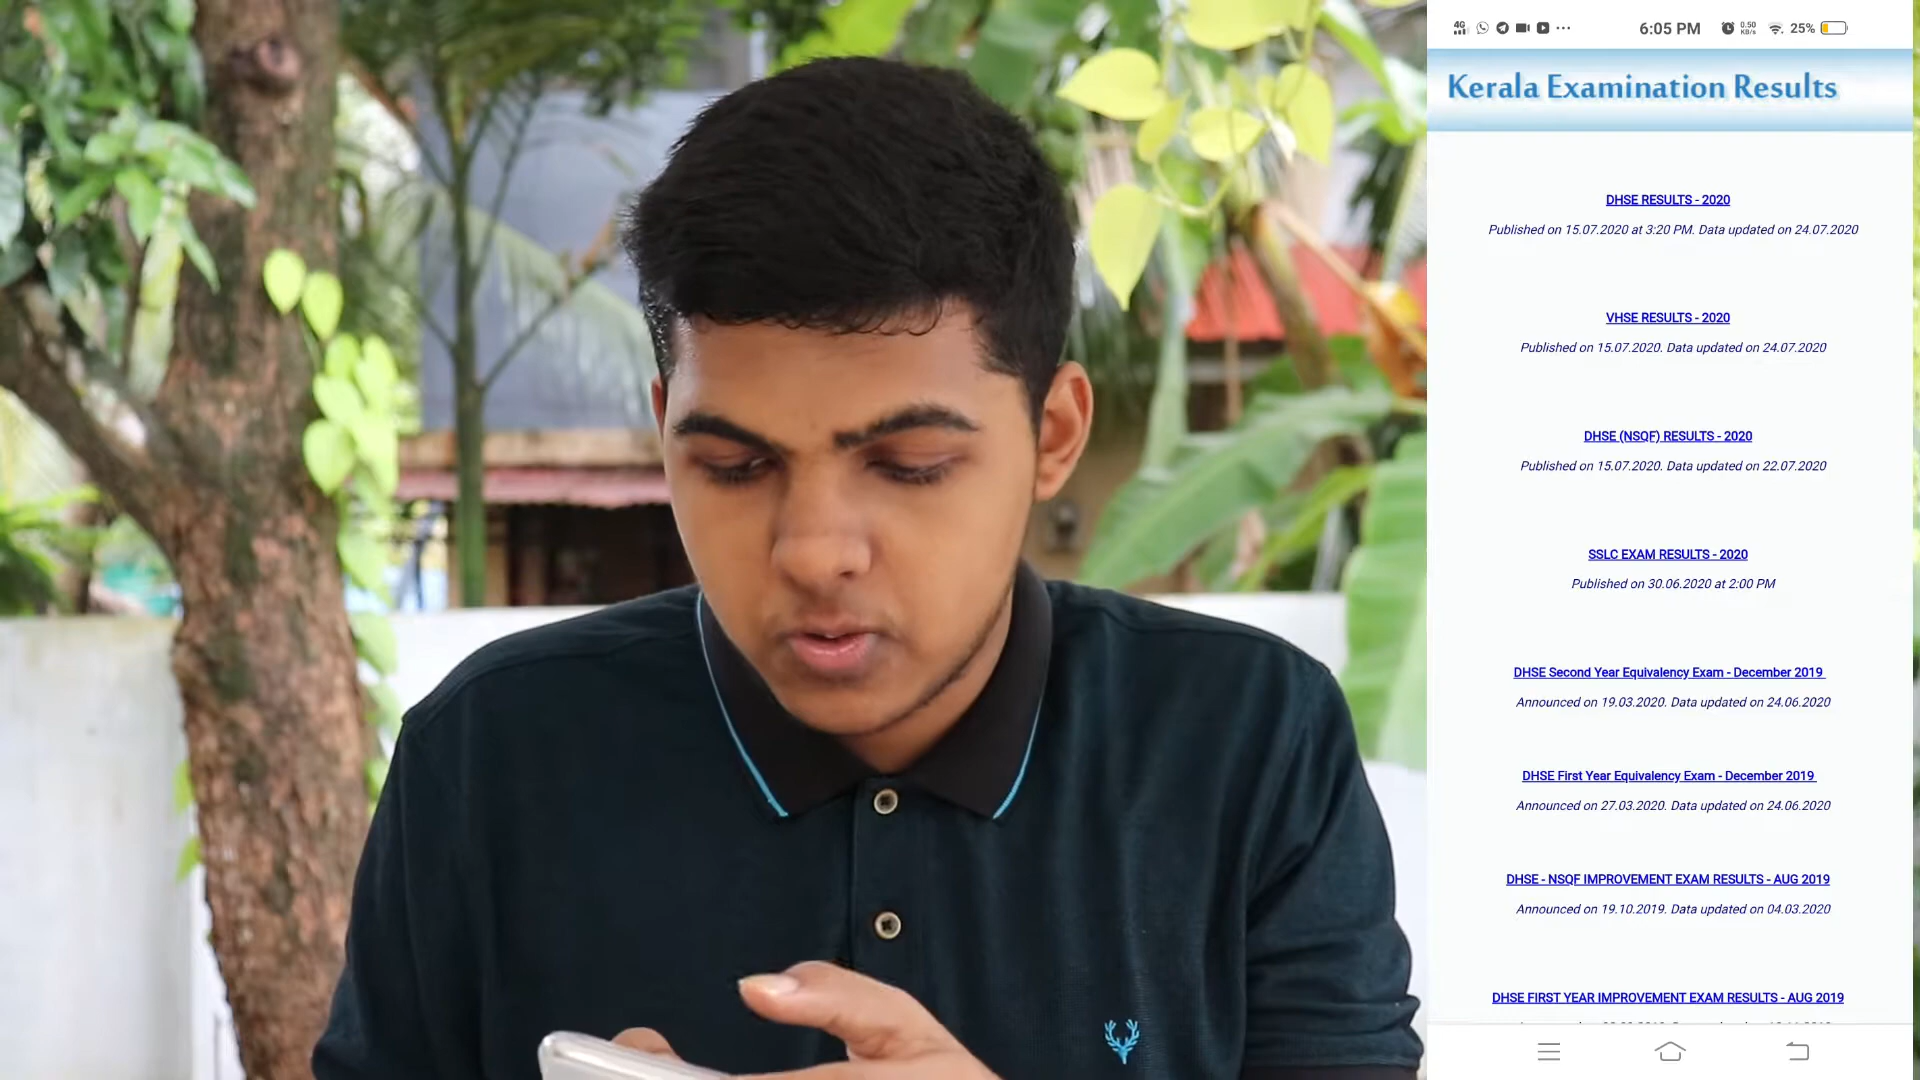 4G
6:05 PM
0.50
KB/s
25%
Kerala Examination Results
DHSE RESULTS - 2020
Published on 15.07.2020 at 3:20 PM. Data updated on 24.07.2020
VHSE RESULTS - 2020
Published on 15.07.2020. Data updated on 24.07.2020
DHSE (NSQF) RESULTS - 2020
Published on 15.07.2020. Data updated on 22.07.2020
SSLC EXAM RESULTS - 2020
Published on 30.06.2020 at 2:00 PM
DHSE Second Year Equivalency Exam - December 2019
Announced on 19.03.2020. Data updated on 24.06.2020
DHSE First Year Equivalency Exam - December 2019
Announced on 27.03.2020. Data updated on 24.06.2020
DHSE - NSQF IMPROVEMENT EXAM RESULTS - AUG 2019
Announced on 19.10.2019. Data updated on 04.03.2020
DHSE FIRST YEAR IMPROVEMENT EXAM RESULTS - AUG 2019